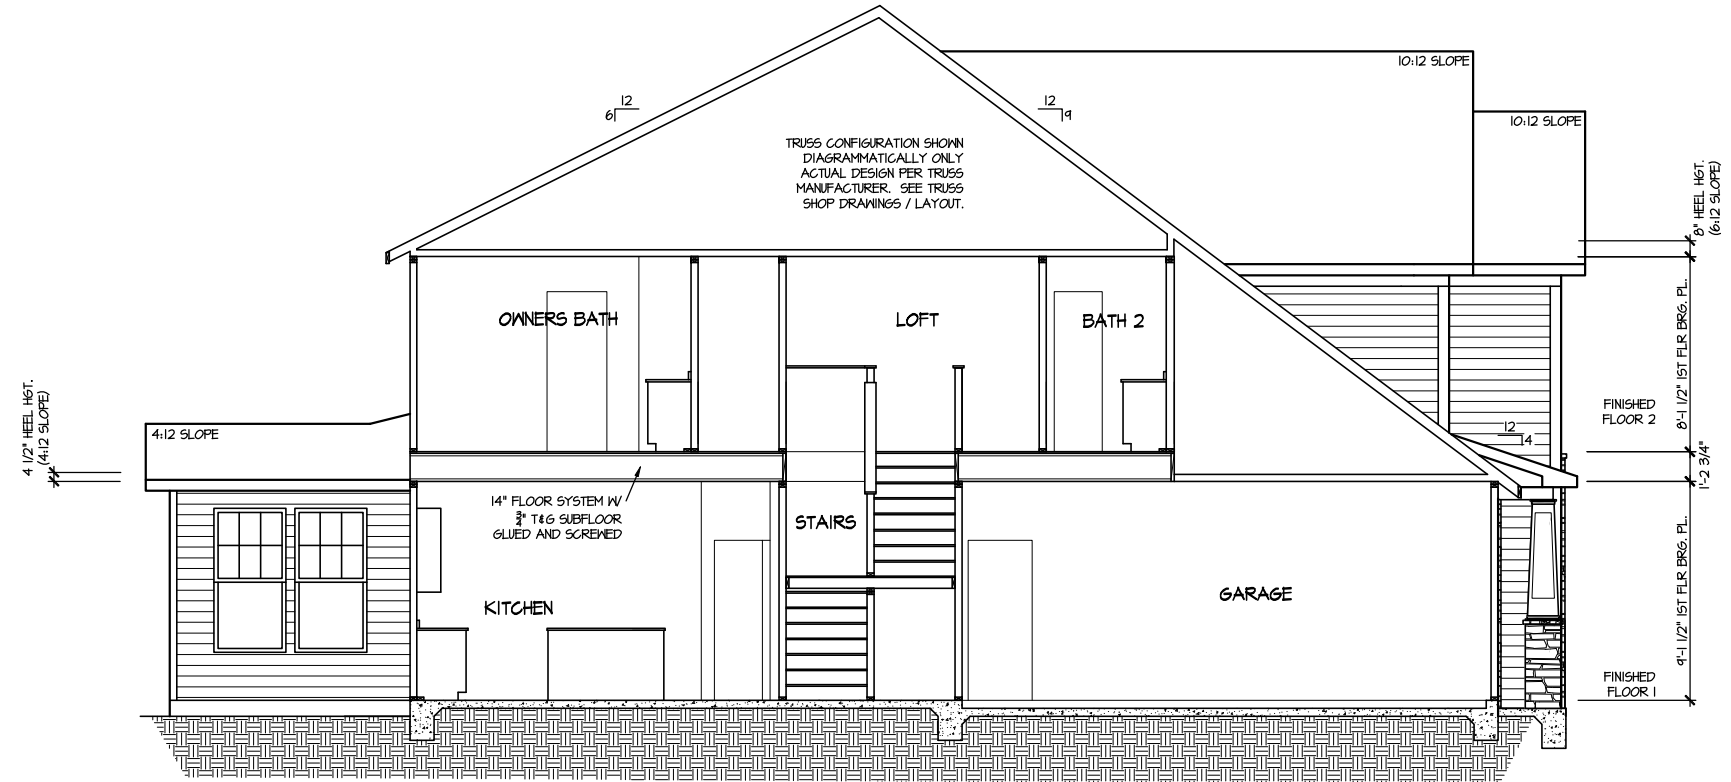 10:12 SLOPE
12
6
12
9
10:12 SLOPE
TRUSS CONFIGURATION SHOWN
DIAGRAMMATICALLY ONLY
ACTUAL DESIGN PER TRUSS
MANUFACTURER. SEE TRUSS
SHOP DRAWINGS / LAYOUT.
8" HEEL HGT.
(6:12 SLOPE)
OWNERS BATH
LOFT
BATH 2
8'-1 1/2" 1ST FLR BRG. PL.
4 1/2" HEEL HGT.
(4:12 SLOPE)
4:12 SLOPE
FINISHED
FLOOR 2
12
4
1'-2 3/4"
14" FLOOR SYSTEM W/
3/4" T&G SUBFLOOR
GLUED AND SCREWED
STAIRS
KITCHEN
GARAGE
9'-1 1/2" 1ST FLR BRG. PL.
FINISHED
FLOOR 1